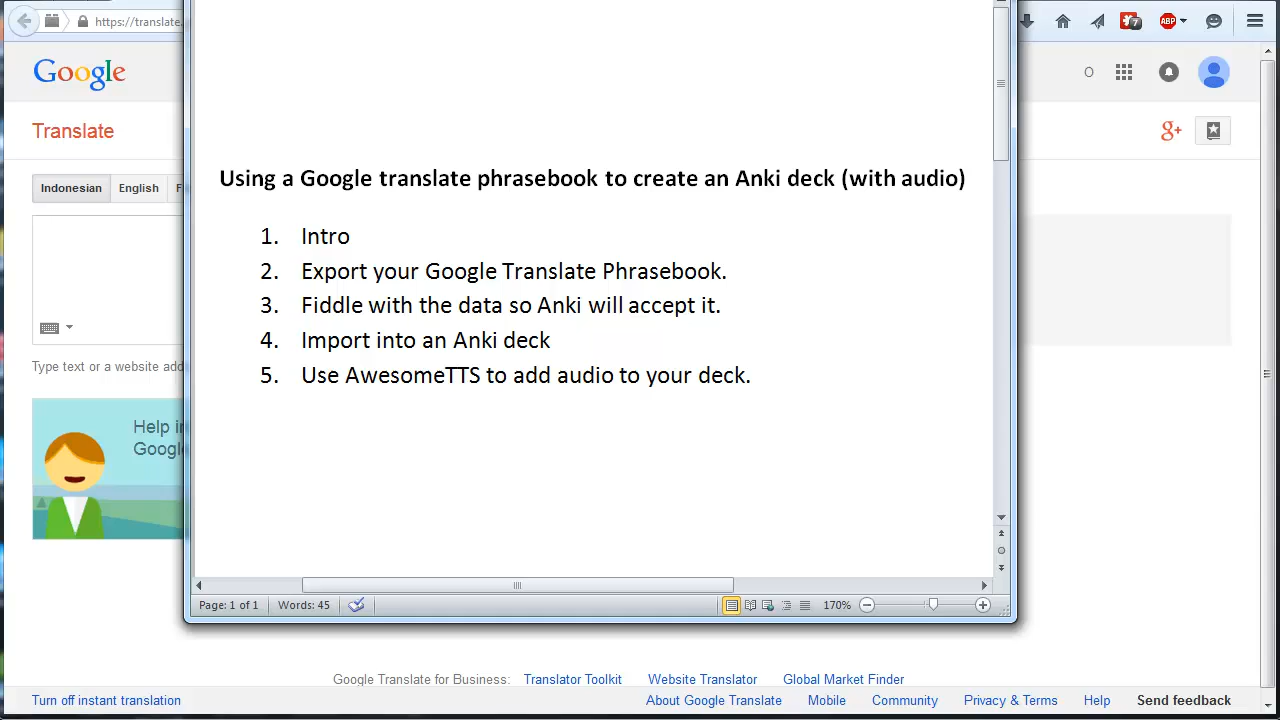 https://translate.
7
ABP
Google
O
Translate
g+
Indonesian
English
F
Using a Google translate phrasebook to create an Anki deck (with audio)
1. Intro
2. Export your Google Translate Phrasebook.
3. Fiddle with the data so Anki will accept it.
4. Import into an Anki deck
5. Use AwesomeTTS to add audio to your deck.
Type text or a website add
Help i
Google
Page: 1 of 1
Words: 45
170%
Google Translate for Business:
Translator Toolkit
Website Translator
Global Market Finder
Turn off instant translation
About Google Translate
Mobile
Community
Privacy & Terms
Help
Send feedback